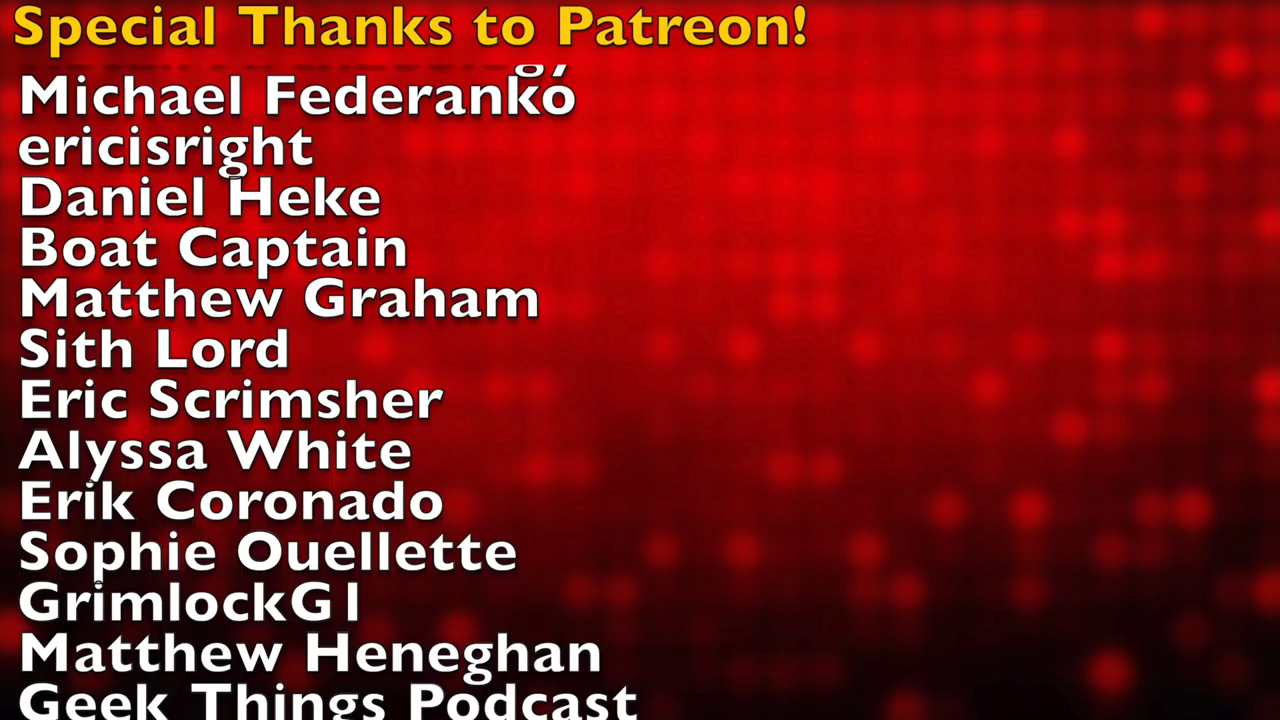 Special Thanks to Patreon!
Michael Federanko
ericisright
Daniel Heke
Boat Captain
Matthew Graham
Sith Lord
Eric Scrimsher
Alyssa White
Erik Coronado
Sophie Ouellette
GrimlockG1
Matthew Heneghan
Geek Things Podcast